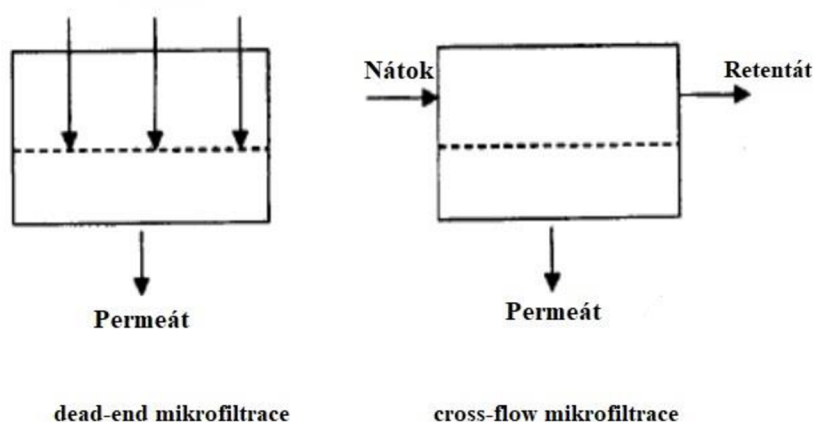 Nátok
Retentát
Permeát
Permeát
dead-end mikrofiltrace
cross-flow mikrofiltrace